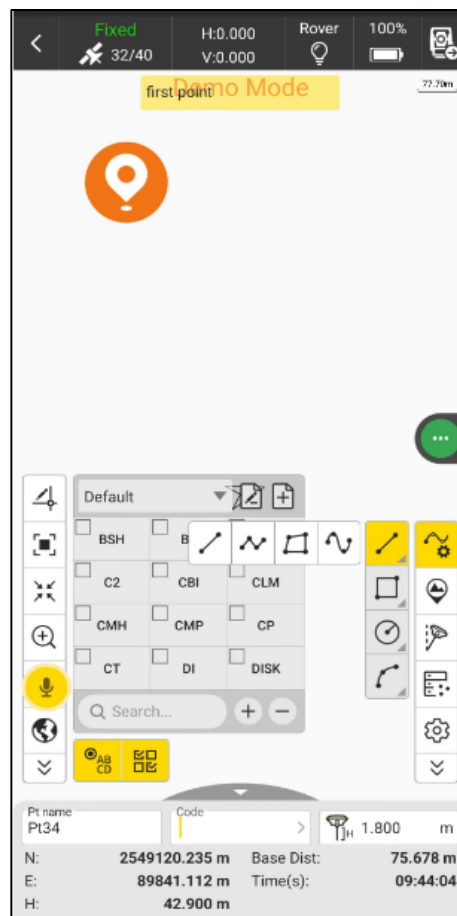 Fixed
H:0.000
Rover
100%
32/40
V:0.000
Demo Mode
first point
77.70m
Default
BSH
B
C2
CBI
CLM
CMH
CMP
CP
CT
DI
DISK
Search...
AB
CD
Pt name
Code
Pt34
H
1.800 m
N: 2549120.235 m Base Dist: 75.678 m
E: 89841.112 m Time(s): 09:44:04
H: 42.900 m